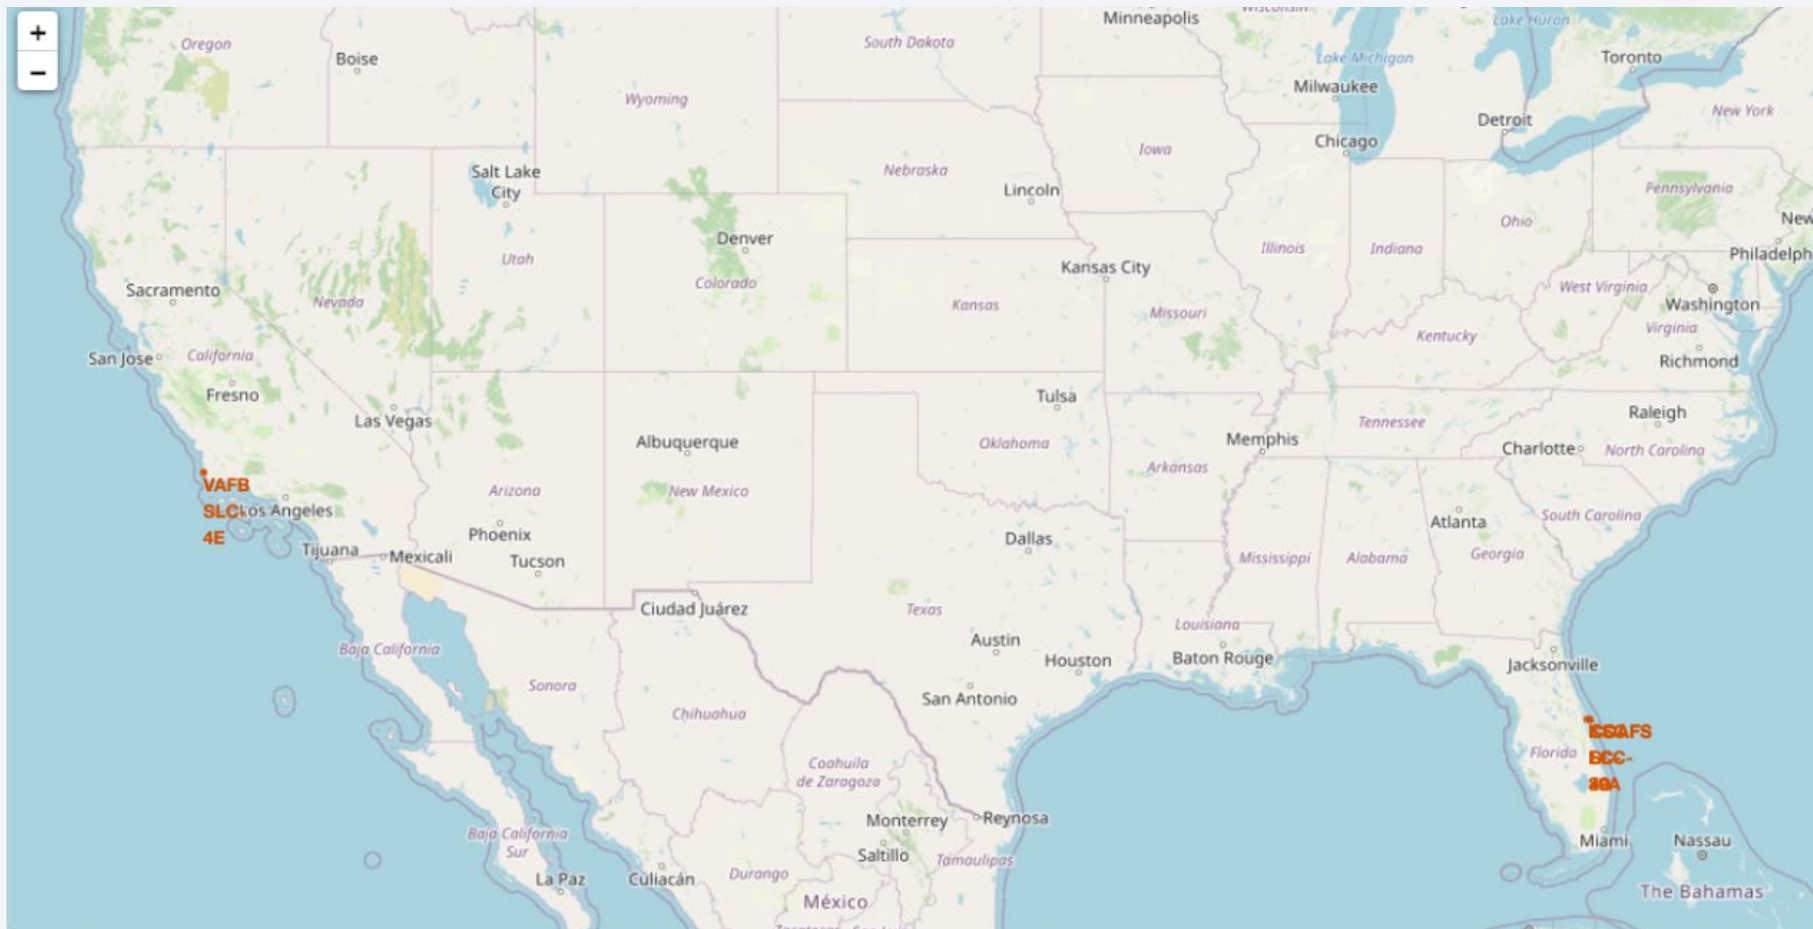 +
−
Minneapolis
Wisconsin
Lake Huron
Oregon
South Dakota
Boise
Lake Michigan
Toronto
Milwaukee
Wyoming
New York
Detroit
Chicago
Iowa
Salt Lake
City
Nebraska
Lincoln
Pennsylvania
New
Ohio
Denver
Illinois
Indiana
Philadelph
Utah
Kansas City
Colorado
Sacramento
Nevada
West Virginia
Washington
Kansas
Missouri
Kentucky
Virginia
San Jose
California
Richmond
Fresno
Tulsa
Las Vegas
Raleigh
Tennessee
Albuquerque
Oklahoma
Memphis
Charlotte
North Carolina
Arkansas
VAFB
SLC-
4E
Los Angeles
Arizona
New Mexico
Phoenix
Atlanta
South Carolina
Dallas
Tijuana
Mexicali
Tucson
Mississippi
Alabama
Georgia
Ciudad Juárez
Texas
Louisiana
Austin
Baja California
Houston
Baton Rouge
Jacksonville
Sonora
San Antonio
Chihuahua
Florida
Coahuila
de Zaragoza
Monterrey
Reynosa
Baja California
Sur
Saltillo
Tamaulipas
Miami
Nassau
La Paz
Culiacán
Durango
The Bahamas
México